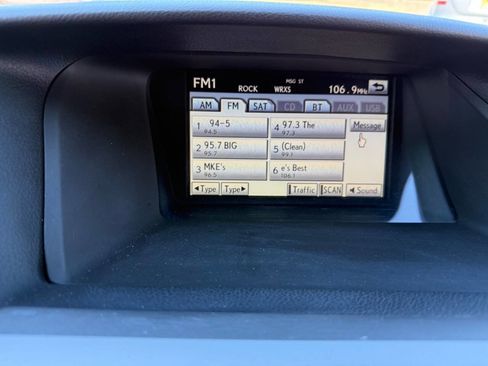 FM1 ROCK MSG ST WRXS 106.9MHz
AM FM SAT CD BT AUX USB
1 94-5 94.5
4 97.3 The 97.3
Message
2 95.7 BIG 95.7
5 (Clean) 99.1
3 MKE's 96.5
6 e's Best 106.1
Type Type Traffic SCAN Sound